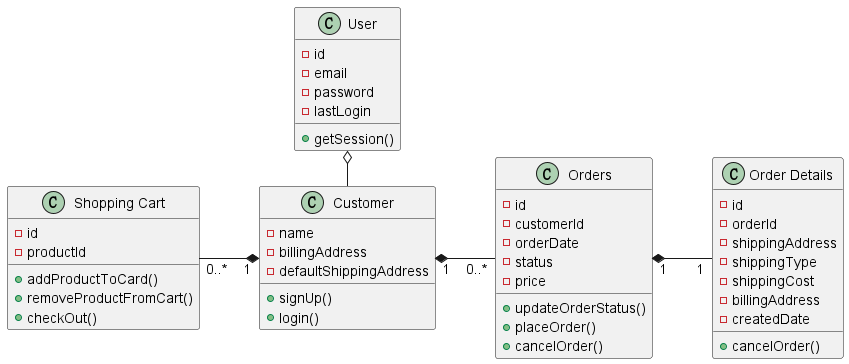 C User
id
email
password
lastLogin
getSession()
C Shopping Cart
id
productId
addProductToCard()
removeProductFromCart()
checkOut()
0..* 1
C Customer
name
billingAddress
defaultShippingAddress
signUp()
login()
1 0..*
C Orders
id
customerId
orderDate
status
price
updateOrderStatus()
placeOrder()
cancelOrder()
1 1
C Order Details
id
orderId
shippingAddress
shippingType
shippingCost
billingAddress
createdDate
cancelOrder()